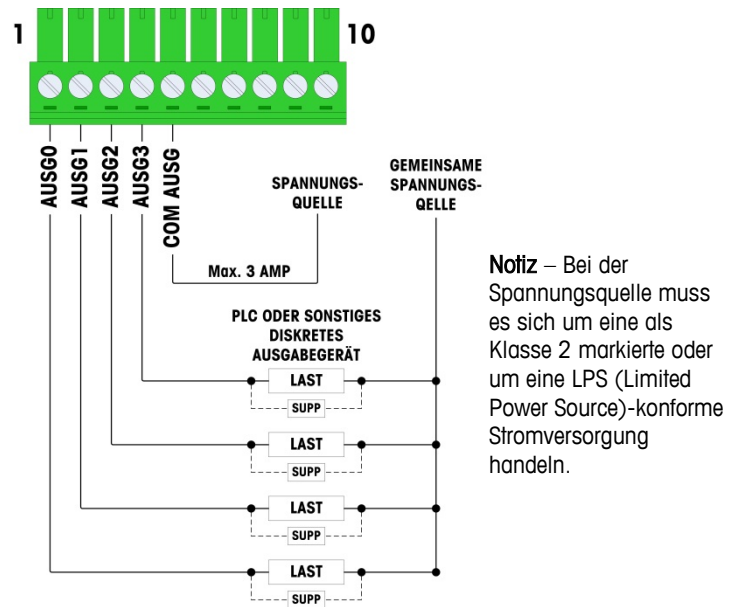 1
10
AUSG0
AUSG1
AUSG2
AUSG3
COM AUSG
SPANNUNGS-
QUELLE
GEMEINSAME
SPANNUNGS-
QELLE
Max. 3 AMP
PLC ODER SONSTIGES
DISKRETES
AUSGABEGERÄT
LAST
SUPP
LAST
SUPP
LAST
SUPP
LAST
SUPP
Notiz – Bei der
Spannungsquelle muss
es sich um eine als
Klasse 2 markierte oder
um eine LPS (Limited
Power Source)-konforme
Stromversorgung
handeln.